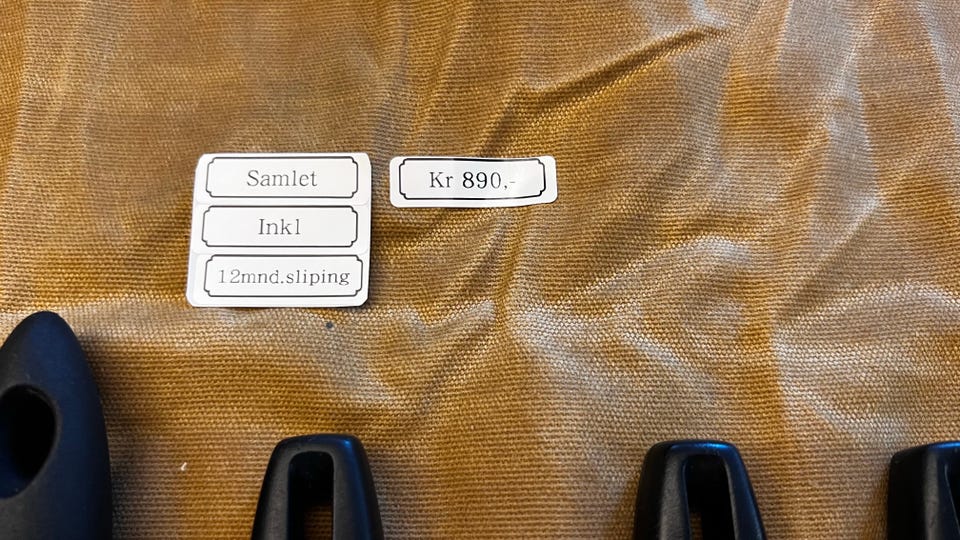 Samlet
Inkl
12mnd.sliping
Kr 890,-